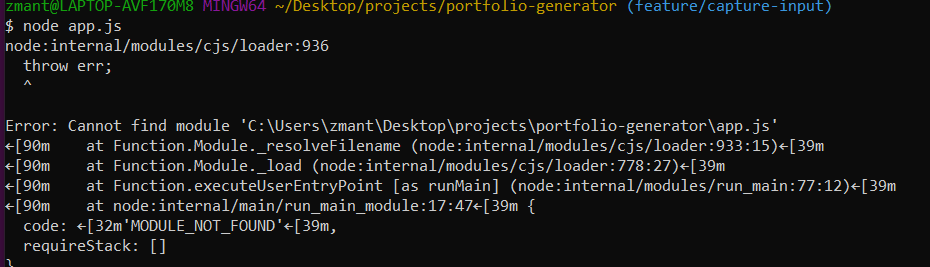 zmant@LAPTOP-AVF170M8 MINGW64 ~/Desktop/projects/portfolio-generator (feature/capture-input)
$ node app.js
node:internal/modules/cjs/loader:936
  throw err;
  ^

Error: Cannot find module 'C:\Users\zmant\Desktop\projects\portfolio-generator\app.js'
←[90m    at Function.Module._resolveFilename (node:internal/modules/cjs/loader:933:15)←[39m
←[90m    at Function.Module._load (node:internal/modules/cjs/loader:778:27)←[39m
←[90m    at Function.executeUserEntryPoint [as runMain] (node:internal/modules/run_main:77:12)←[39m
←[90m    at node:internal/main/run_main_module:17:47←[39m {
  code: ←[32m'MODULE_NOT_FOUND'←[39m,
  requireStack: []
}